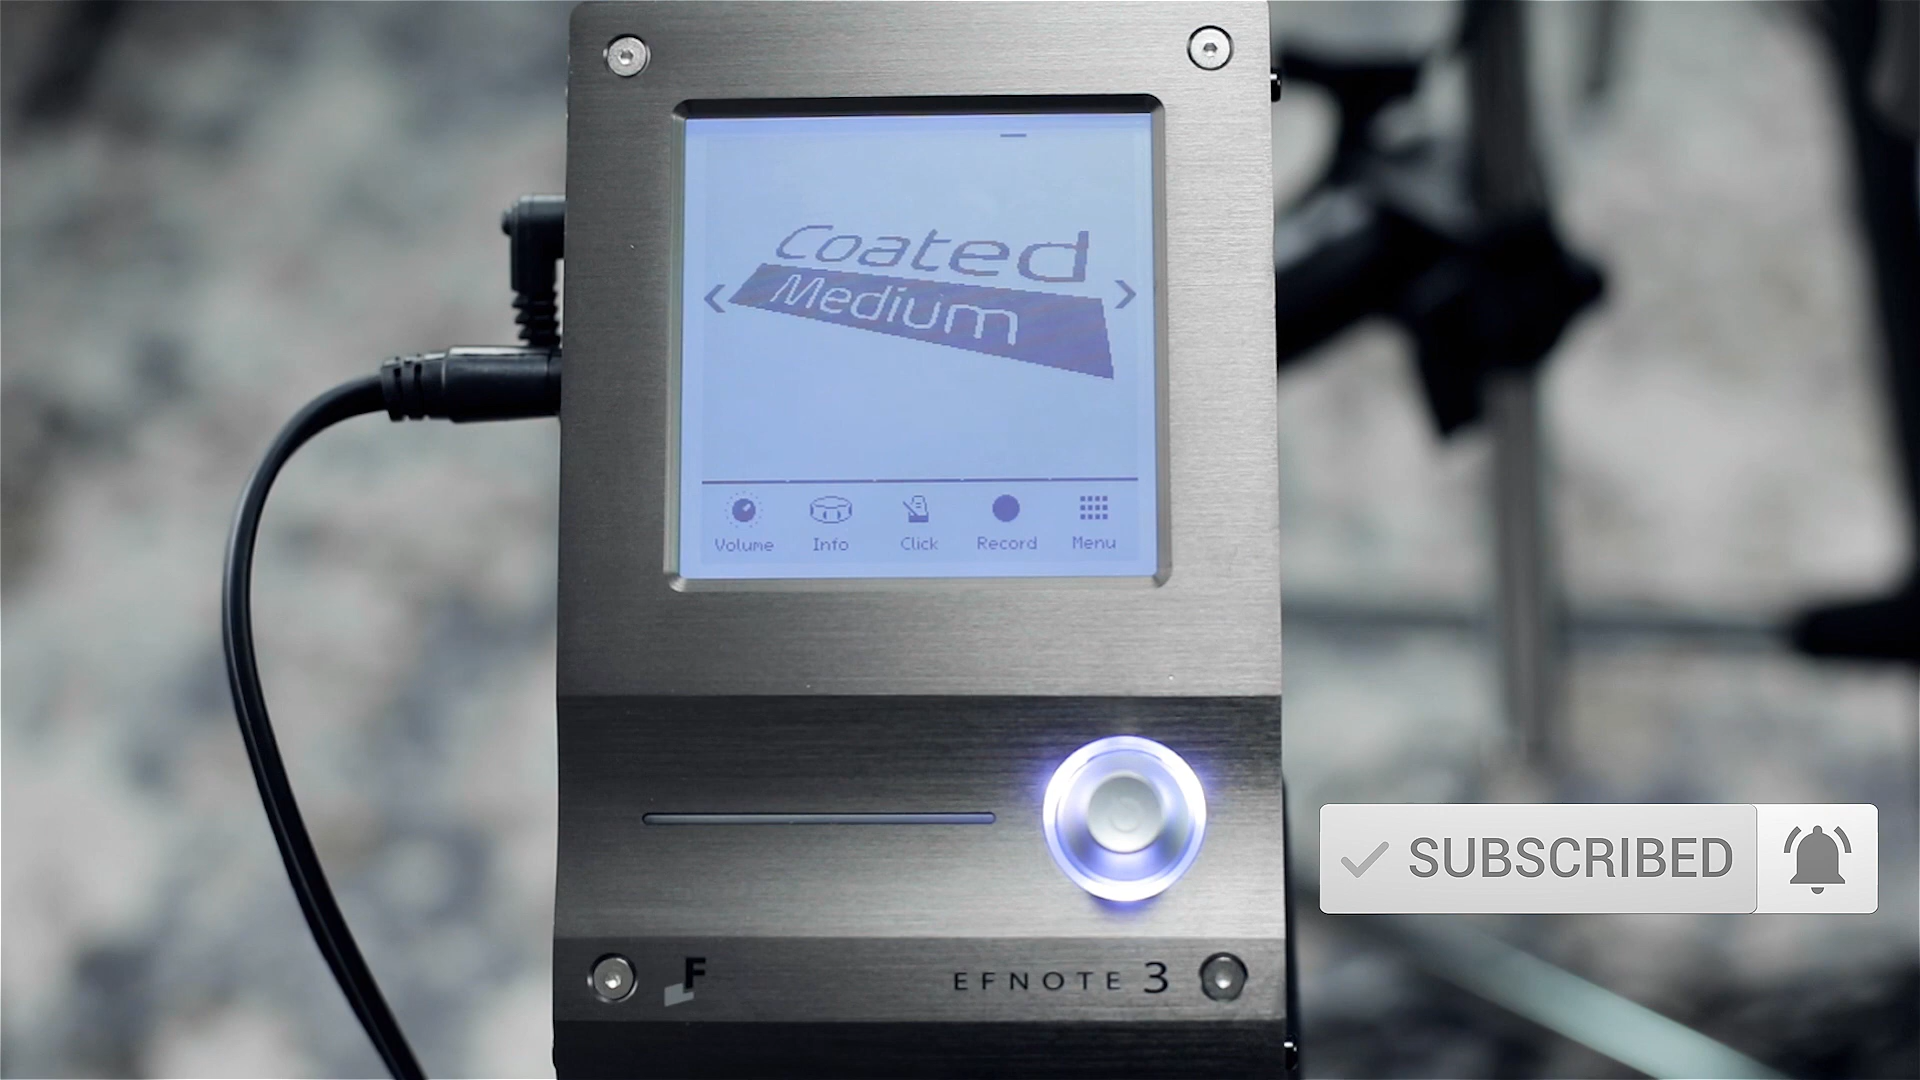 Coated
Medium
Volume Info Click Record Menu
SUBSCRIBED
F EFNOTE 3